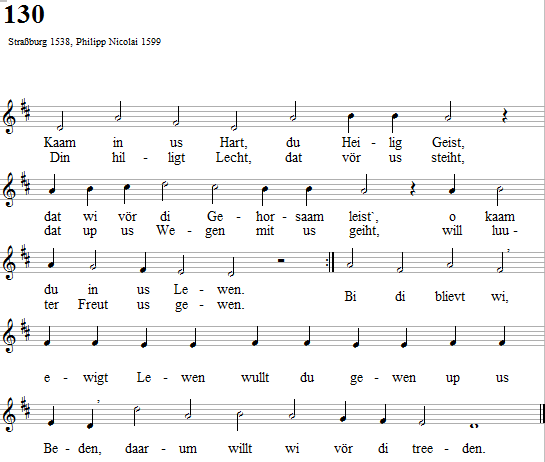 130
Straßburg 1538, Philipp Nicolai 1599
Kaam in us Hart, du Hei - lig Geist,
Din hil - ligt Lecht, dat vör us steiht,
dat wi vör di Ge - hor - saam leist`, o kaam
dat up us We - gen mit us geiht, will luu -
du in us Le - wen.
ter Freut us ge - wen.
Bi di blievt wi,
e - wigt Le - wen wullt du ge - wen up us
Be - den, daar - um willt wi vör di tree - den.